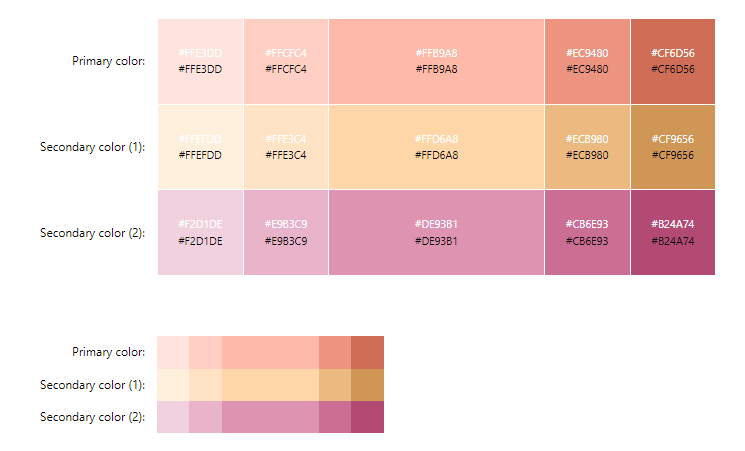 #FFE3DD #FFCFC4 #FFB9A8 #EC9480 #CF6D56
Primary color: #FFE3DD #FFCFC4 #FFB9A8 #EC9480 #CF6D56
#FFEFDD #FFE3C4 #FFD6A8 #ECB980 #CF9656
Secondary color (1): #FFEFDD #FFE3C4 #FFD6A8 #ECB980 #CF9656
#F2D1DE #E9B3C9 #DE93B1 #CB6E93 #B24A74
Secondary color (2): #F2D1DE #E9B3C9 #DE93B1 #CB6E93 #B24A74
Primary color:
Secondary color (1):
Secondary color (2):